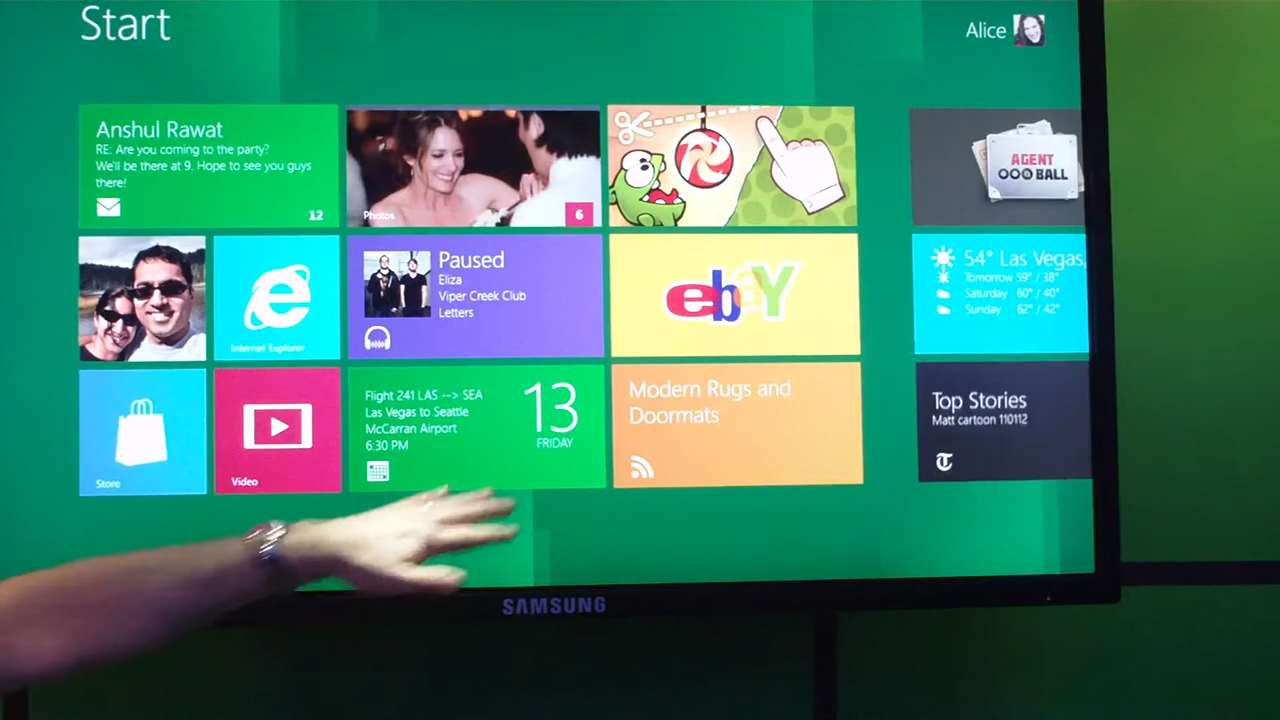 Start
Alice
Anshul Rawat
RE: Are you coming to the party?
We'll be there at 9. Hope to see you guys
there!
12
Photos
6
AGENT
OOO BALL
Internet Explorer
Paused
Eliza
Viper Creek Club
Letters
ebaY
54° Las Vegas,
Tomorrow 59° / 38°
Saturday 60° / 40°
Sunday 62° / 42°
Store
Video
Flight 241 LAS --> SEA
Las Vegas to Seattle
McCarran Airport
6:30 PM
13
FRIDAY
Modern Rugs and
Doormats
Top Stories
Matt cartoon 110112
SAMSUNG